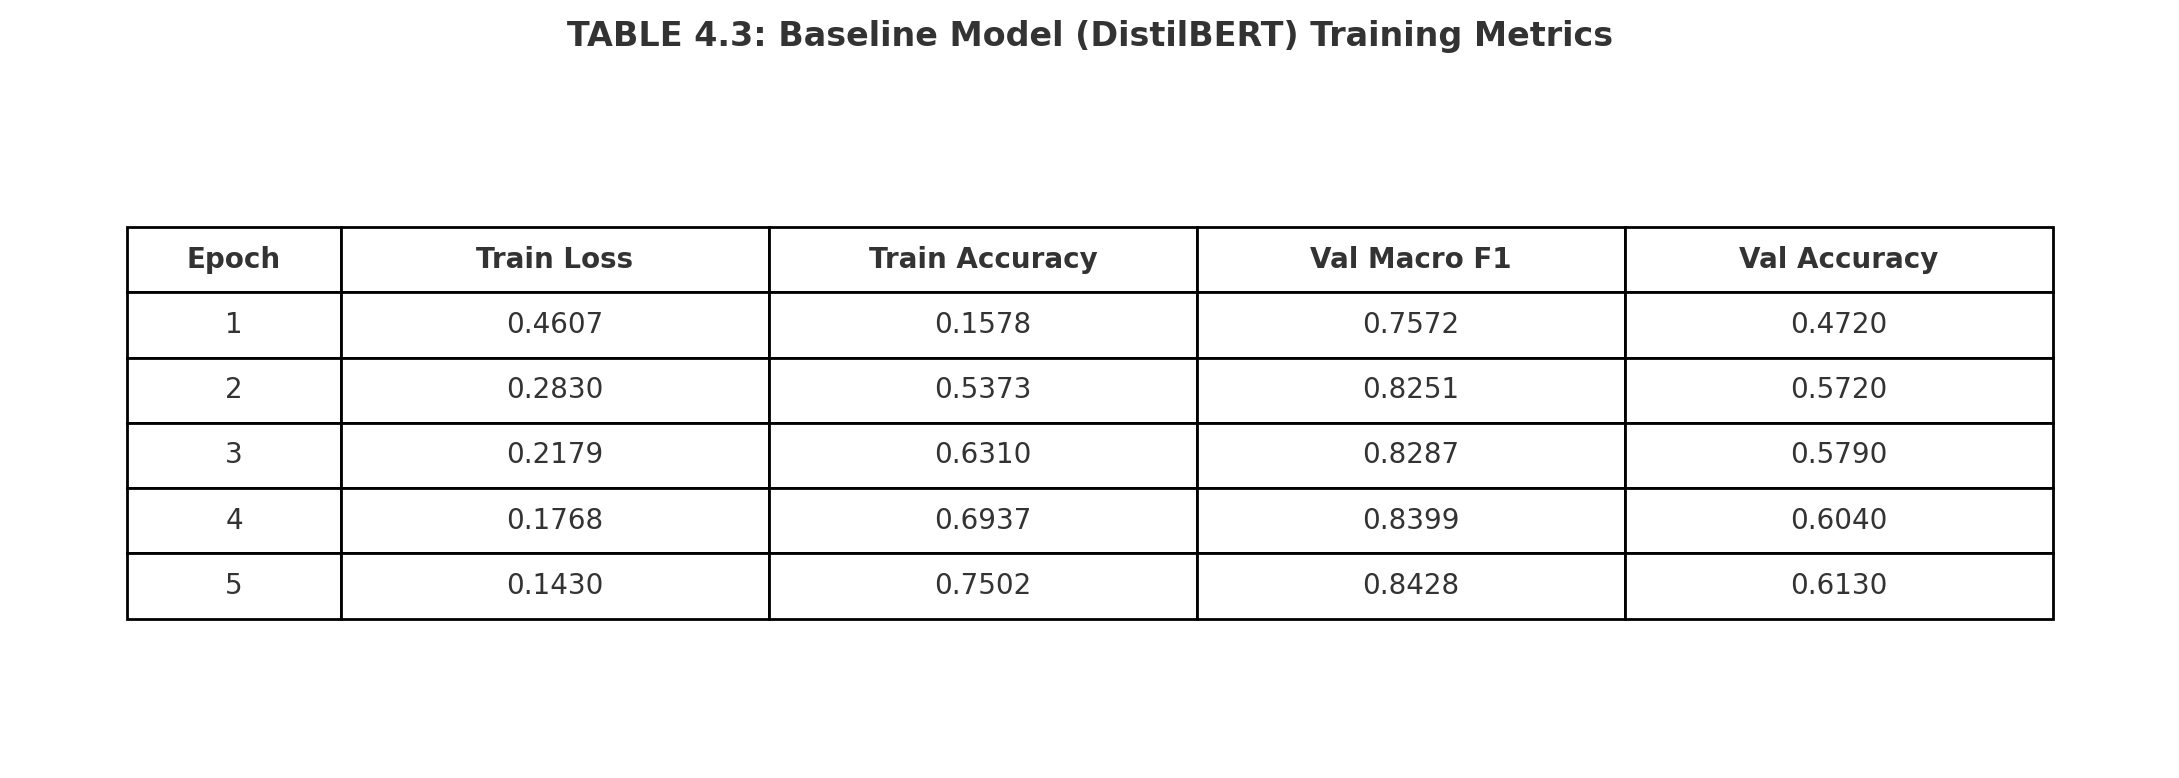 TABLE 4.3: Baseline Model (DistilBERT) Training Metrics
Epoch Train Loss Train Accuracy Val Macro F1 Val Accuracy
1 0.4607 0.1578 0.7572 0.4720
2 0.2830 0.5373 0.8251 0.5720
3 0.2179 0.6310 0.8287 0.5790
4 0.1768 0.6937 0.8399 0.6040
5 0.1430 0.7502 0.8428 0.6130